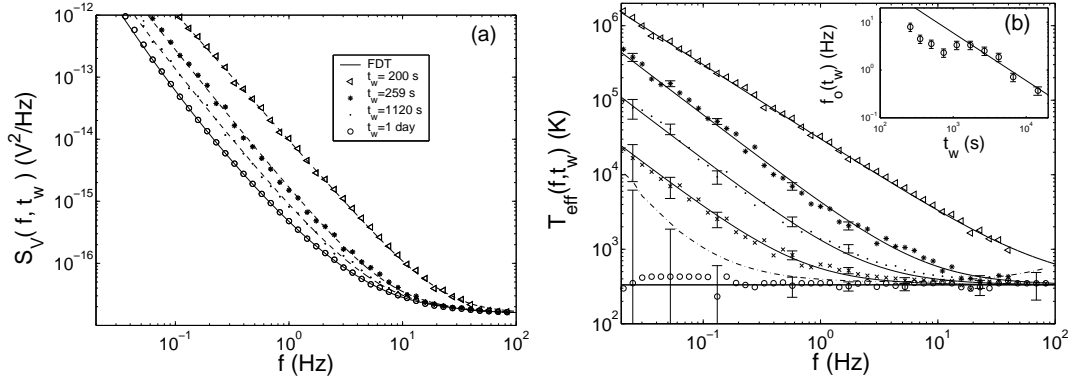 (a)
10^-12
10^-13
10^-14
10^-15
10^-16
S_V(f, t_w) (V^2/Hz)
FDT
t_w= 200 s
t_w= 259 s
t_w= 1120 s
t_w=1 day
10^-1
10^0
10^1
10^2
f (Hz)
(b)
10^6
10^5
10^4
10^3
10^2
T_eff(f,t_w) (K)
10^-1
10^0
10^1
10^2
f (Hz)
10^1
10^0
10^-1
f_o(t_w) (Hz)
10^2
10^3
10^4
t_w (s)